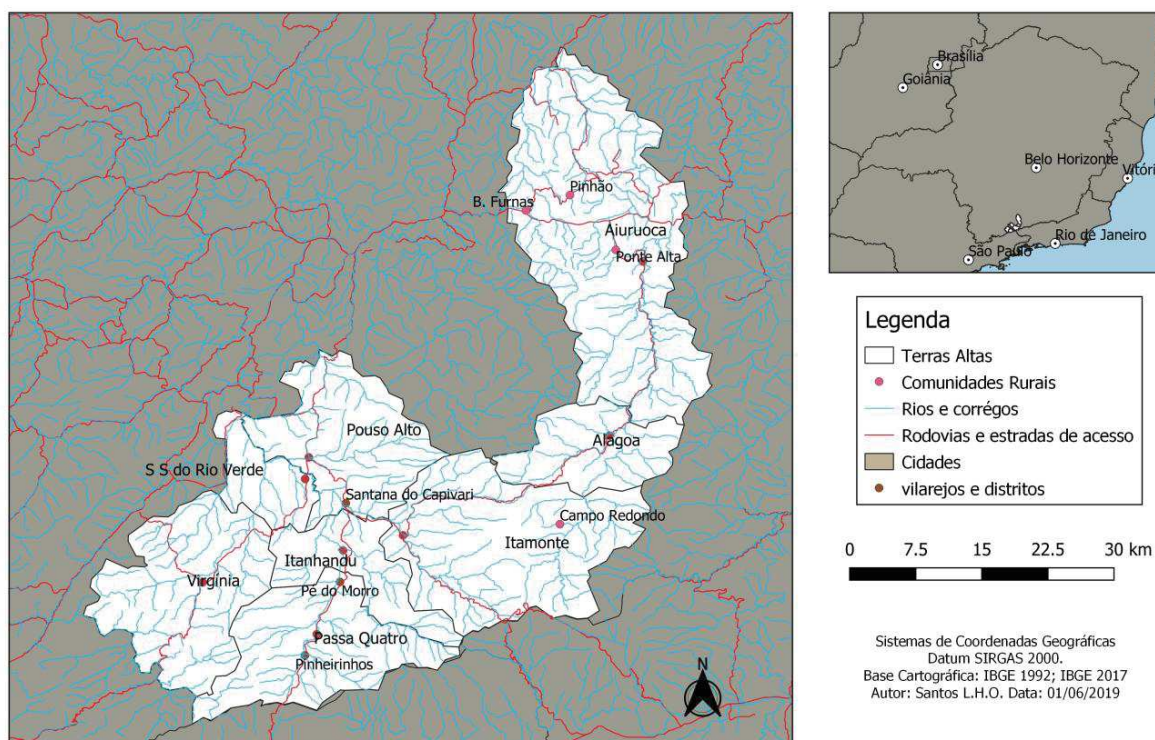 Pinhão
B. Furnas
Aiuruoca
Ponte Alta
Pouso Alto
Alagoa
S S do Rio Verde
Santana do Capivari
Campo Redondo
Itamonte
Itanhandu
Virgínia
Pé do Morro
Passa Quatro
Pinheirinhos
N
Brasília
Goiânia
Belo Horizonte
Vitóri
Rio de Janeiro
São Paulo
Legenda
Terras Altas
Comunidades Rurais
Rios e corrégos
Rodovias e estradas de acesso
Cidades
vilarejos e distritos
0 7.5 15 22.5 30 km
Sistemas de Coordenadas Geográficas
Datum SIRGAS 2000.
Base Cartográfica: IBGE 1992; IBGE 2017
Autor: Santos L.H.O. Data: 01/06/2019